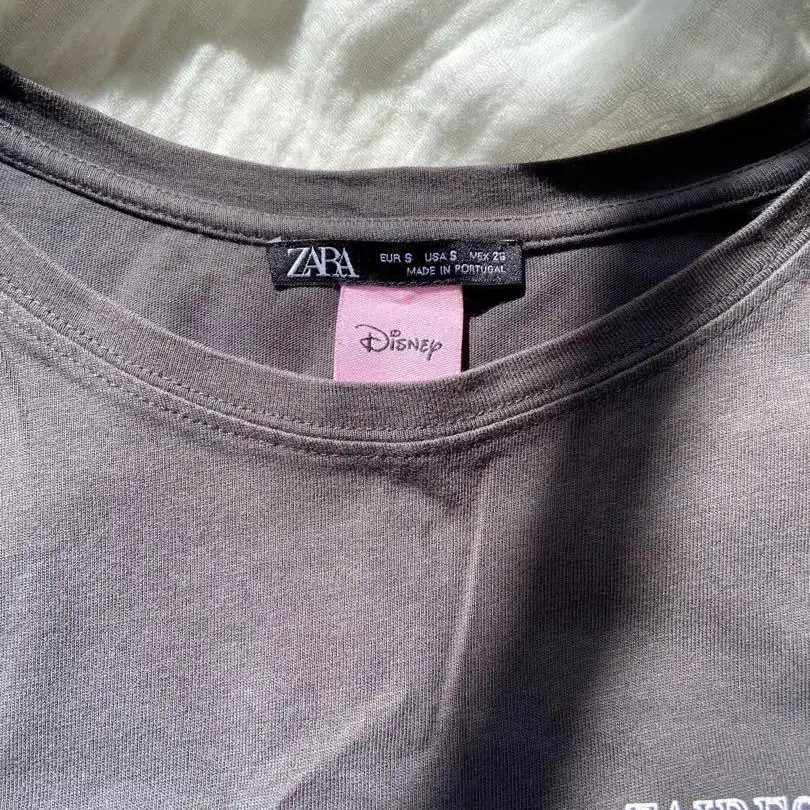 ZARA EUR S USA S MEX 26
MADE IN PORTUGAL
Disney